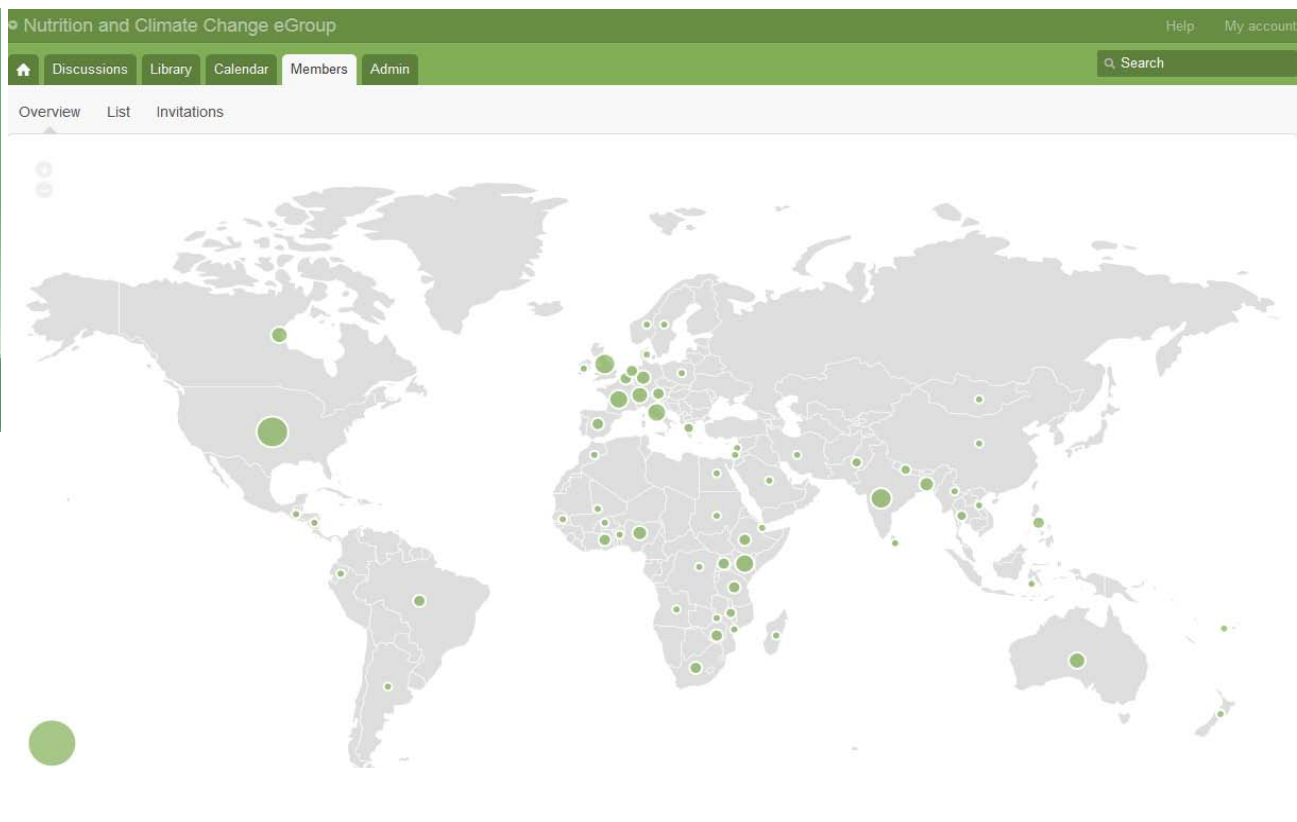 Nutrition and Climate Change eGroup
Help My account
Discussions Library Calendar Members Admin
Search
Overview List Invitations